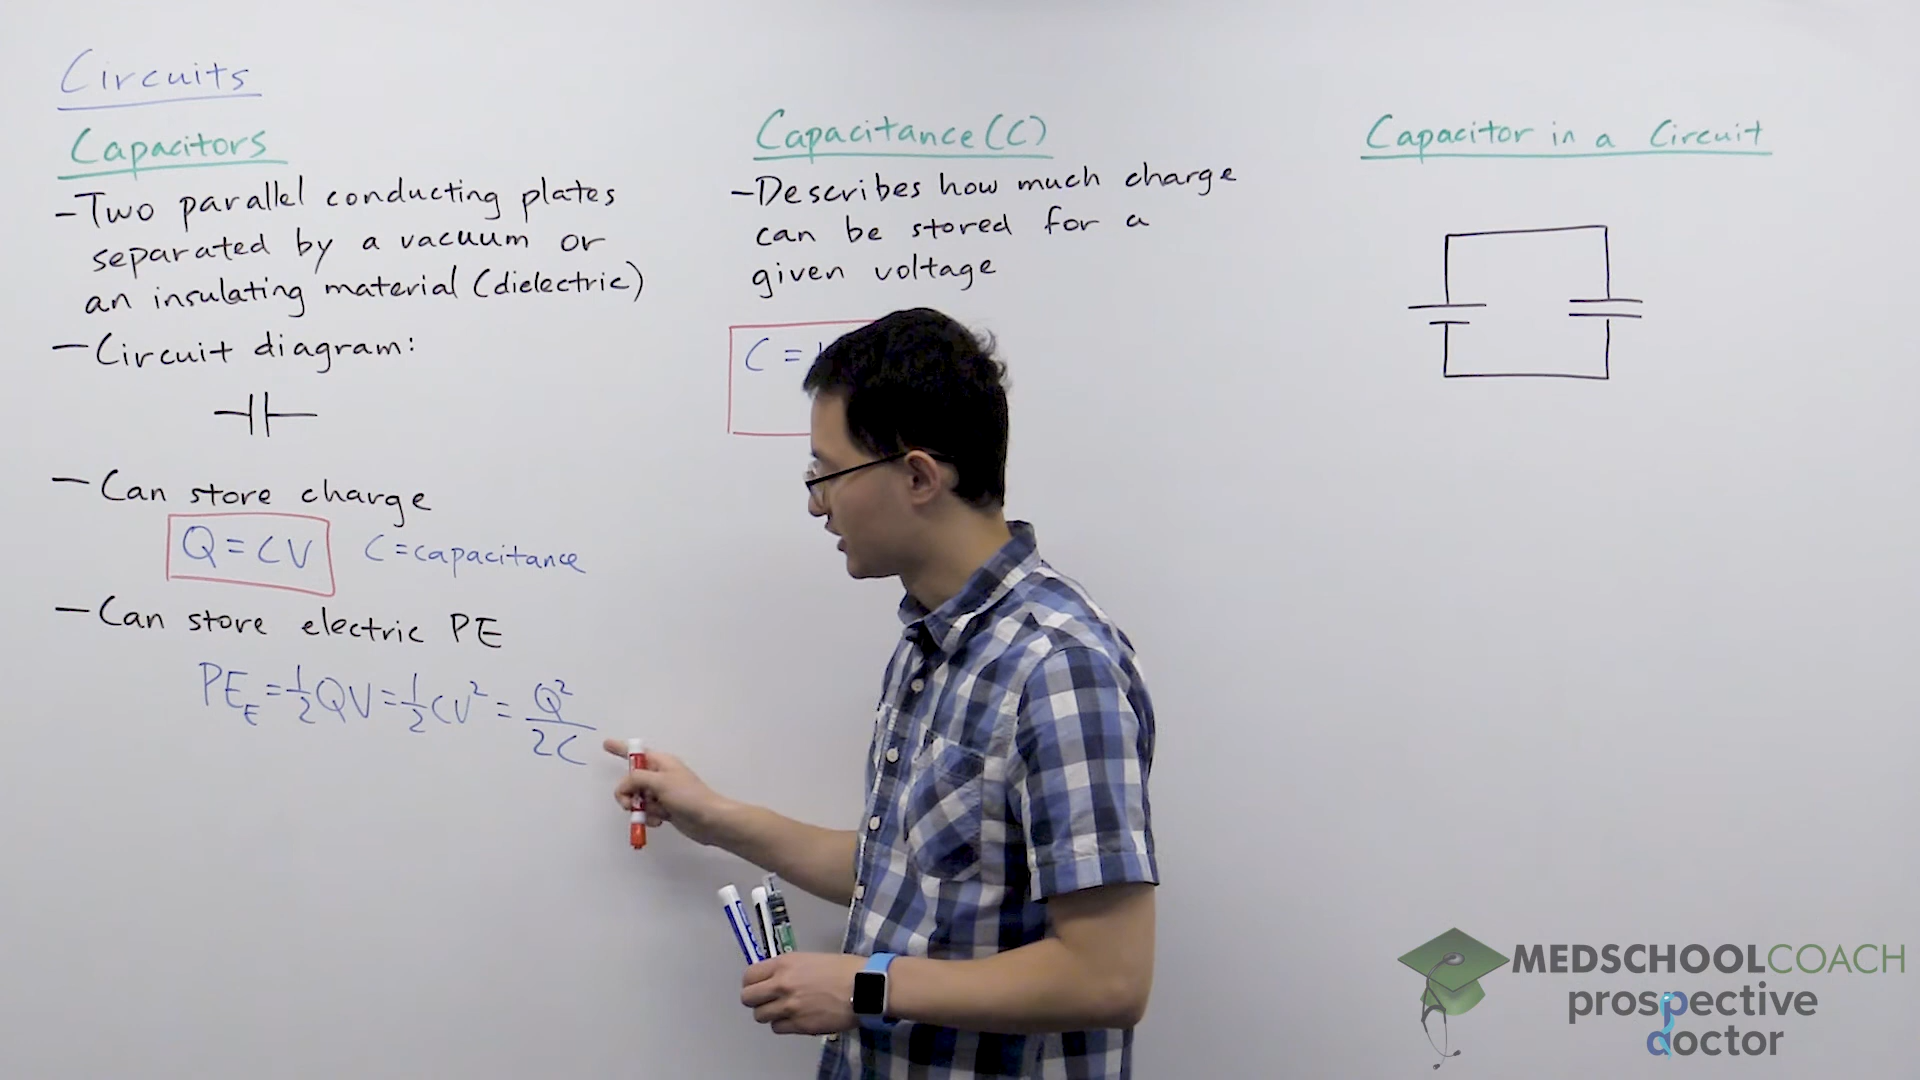 Circuits
Capacitors
-Two parallel conducting plates
separated by a vacuum or
an insulating material (dielectric)
-Circuit diagram:
-Can store charge
Q=CV C=capacitance
-Can store electric PE
PE_E=½QV=½CV²=Q²/2C
Capacitance (C)
-Describes how much charge
can be stored for a
given voltage
C =
Capacitor in a Circuit
MEDSCHOOLCOACH
prospective
doctor